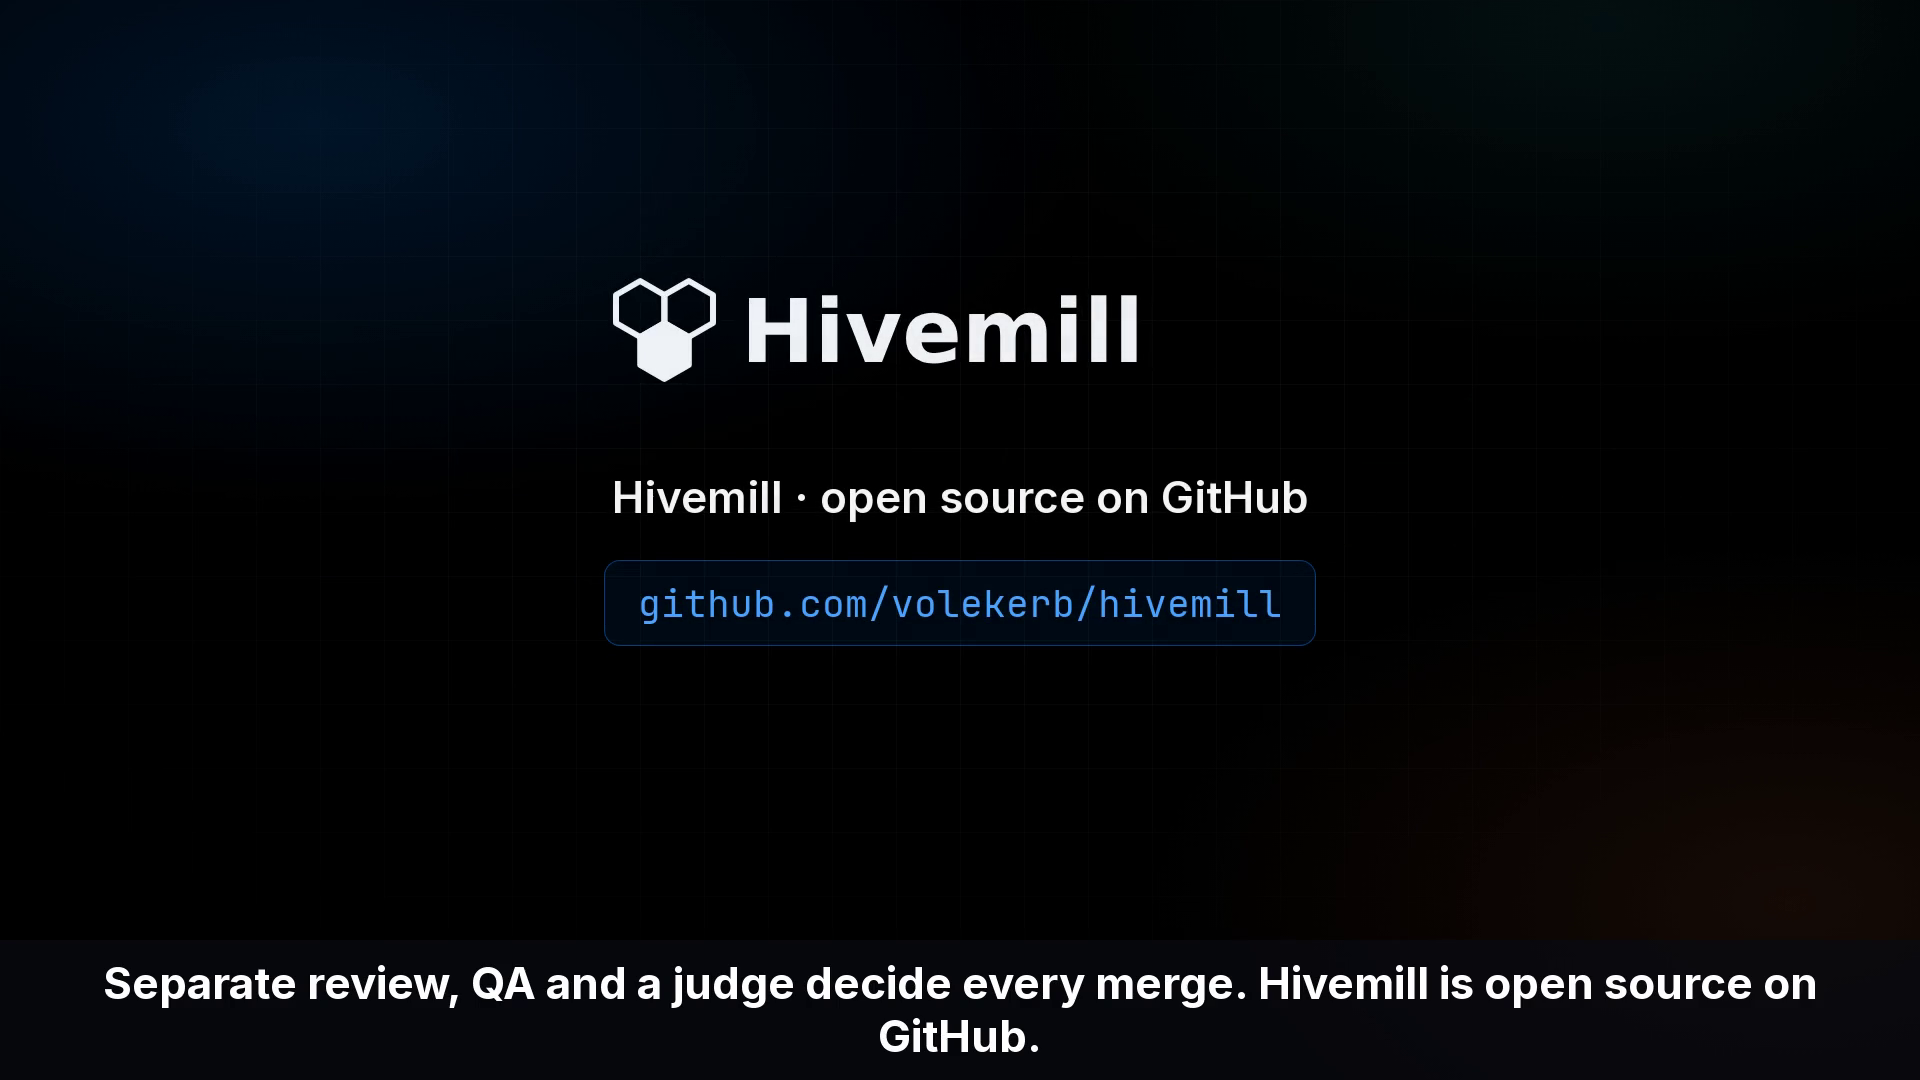 Hivemill
Hivemill · open source on GitHub
github.com/volekerb/hivemill
Separate review, QA and a judge decide every merge. Hivemill is open source on
GitHub.